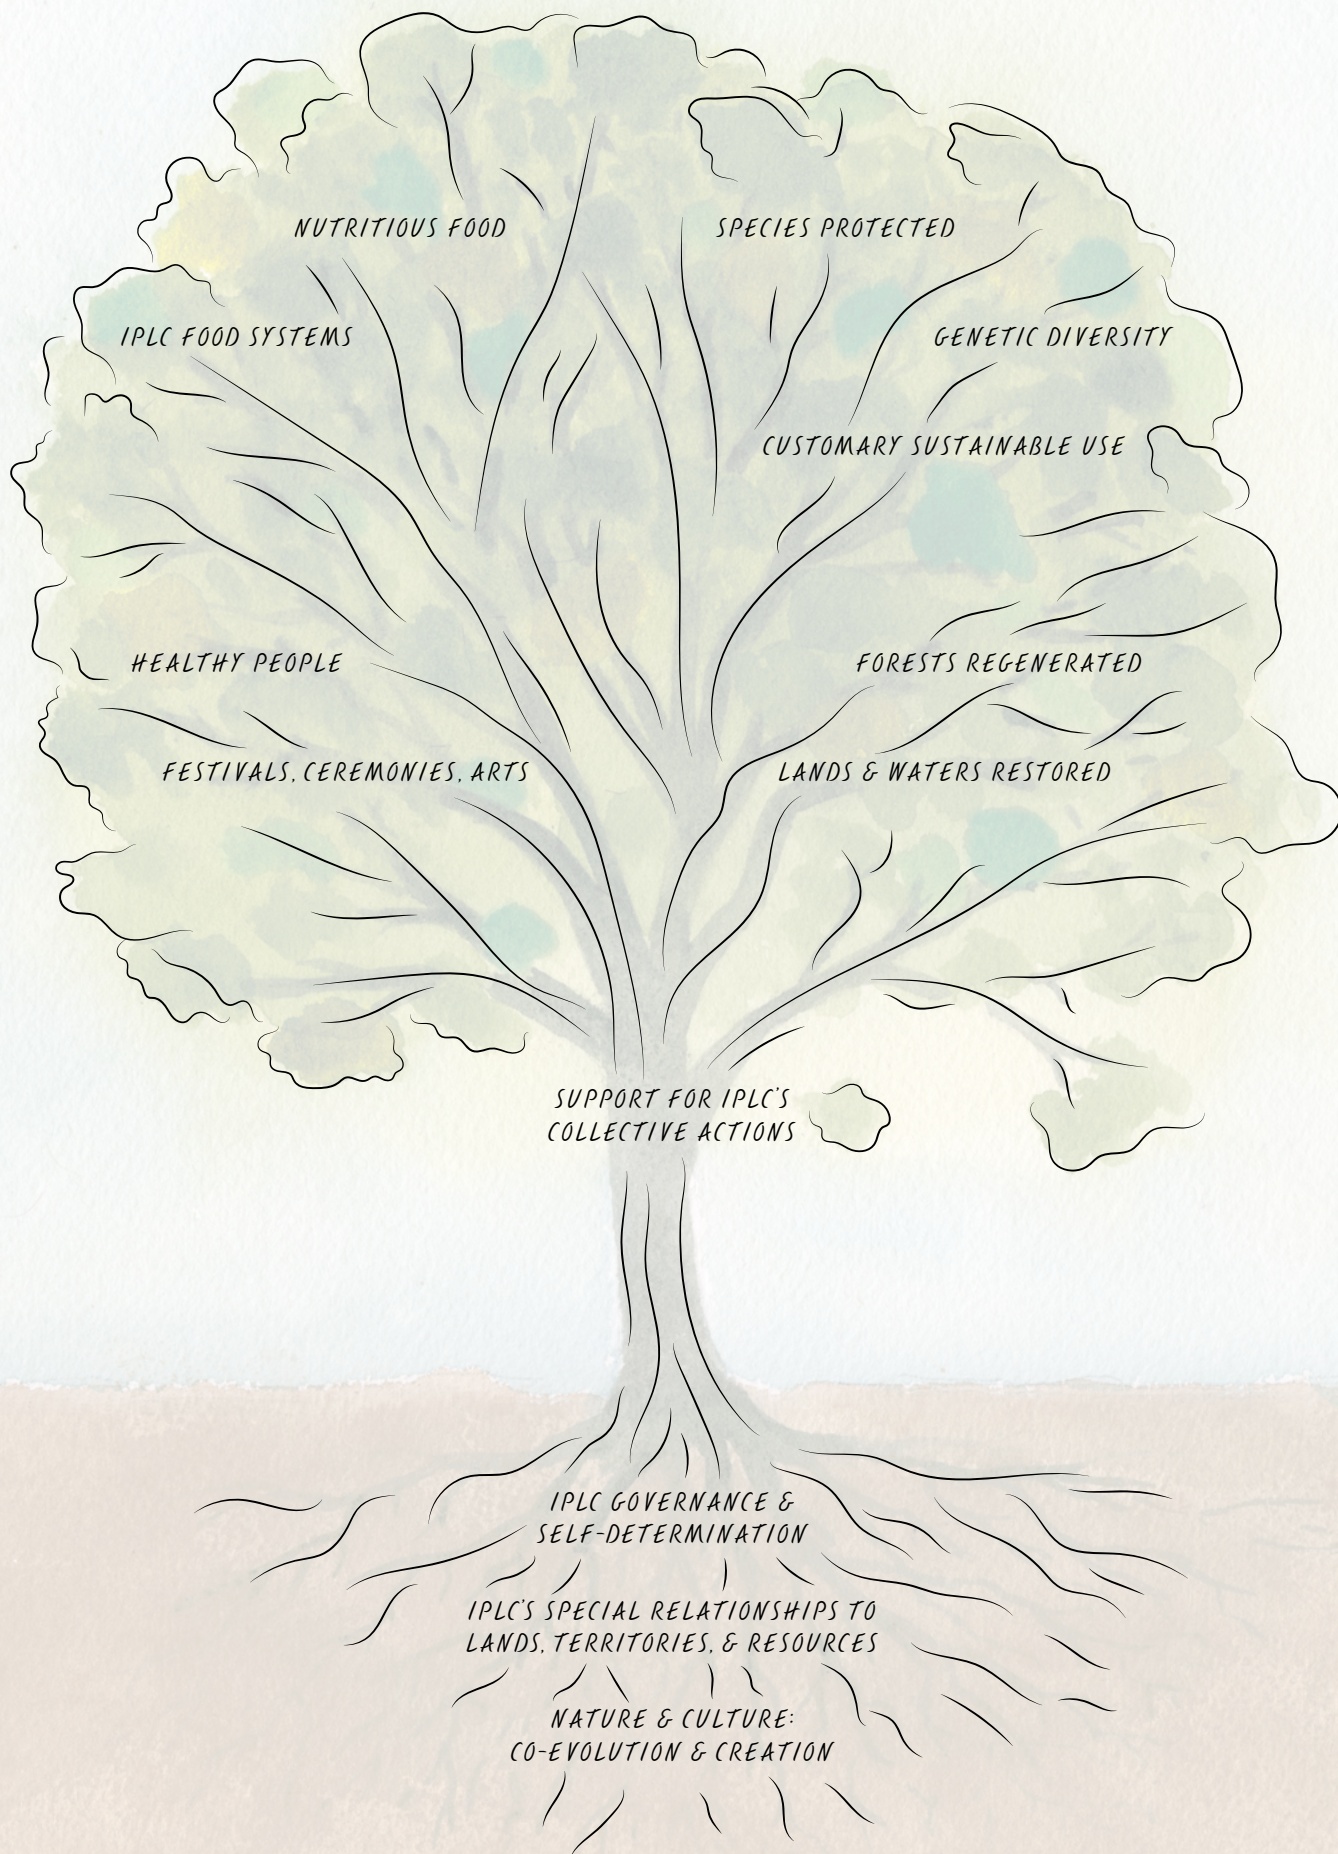 NUTRITIOUS FOOD
SPECIES PROTECTED
IPLC FOOD SYSTEMS
GENETIC DIVERSITY
CUSTOMARY SUSTAINABLE USE
HEALTHY PEOPLE
FORESTS REGENERATED
FESTIVALS, CEREMONIES, ARTS
LANDS & WATERS RESTORED
SUPPORT FOR IPLC'S
COLLECTIVE ACTIONS
IPLC GOVERNANCE &
SELF-DETERMINATION
IPLC'S SPECIAL RELATIONSHIPS TO
LANDS, TERRITORIES, & RESOURCES
NATURE & CULTURE:
CO-EVOLUTION & CREATION